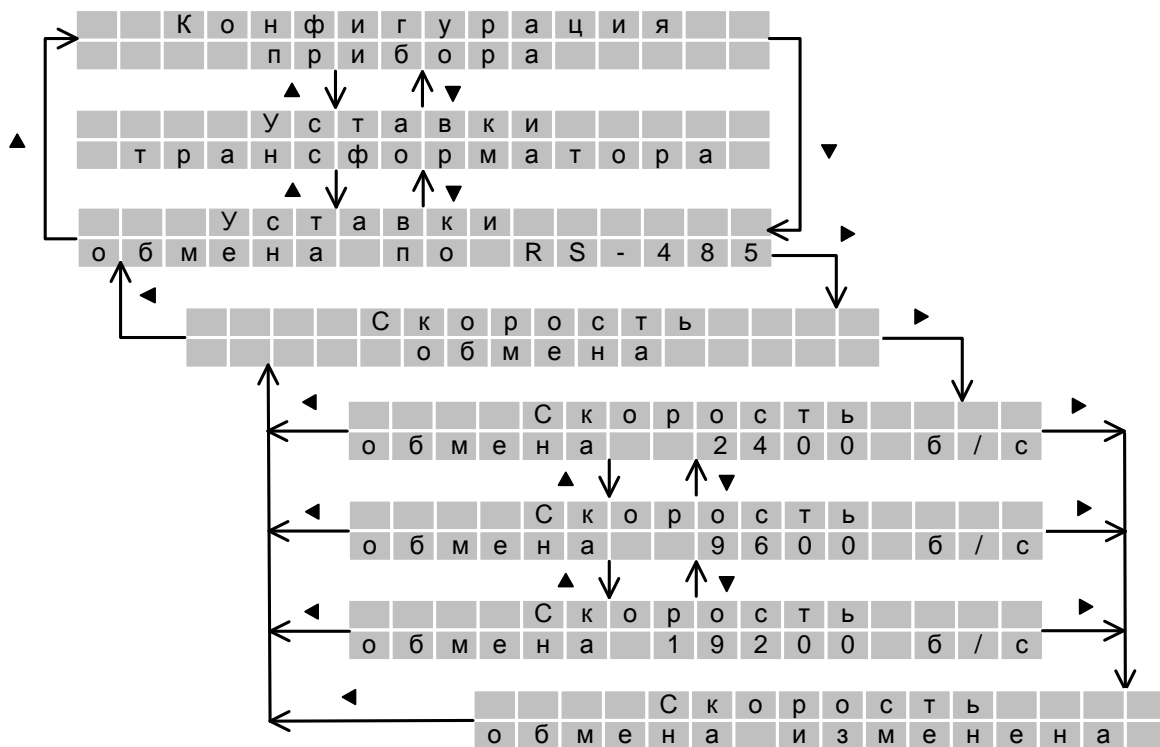 Конфигурация
прибора
Уставки
трансформатора
Уставки
обмена по RS-485
Скорость
обмена
Скорость
обмена 2400 б/с
Скорость
обмена 9600 б/с
Скорость
обмена 19200 б/с
Скорость
обмена изменена